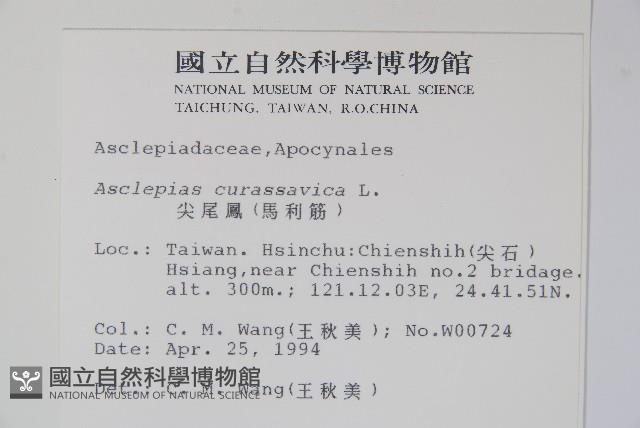 國立自然科學博物館
NATIONAL MUSEUM OF NATURAL SCIENCE
TAICHUNG, TAIWAN, R.O.CHINA
Asclepiadaceae,Apocynales
Asclepias curassavica L.
尖尾鳳(馬利筋)
Loc.: Taiwan. Hsinchu:Chienshih(尖石)
Hsiang,near Chienshih no.2 bridage.
alt. 300m.; 121.12.03E, 24.41.51N.
Col.: C. M. Wang(王秋美); No.W00724
Date: Apr. 25, 1994
Det.: C. M. Wang(王秋美)
國立自然科學博物館
NATIONAL MUSEUM OF NATURAL SCIENCE